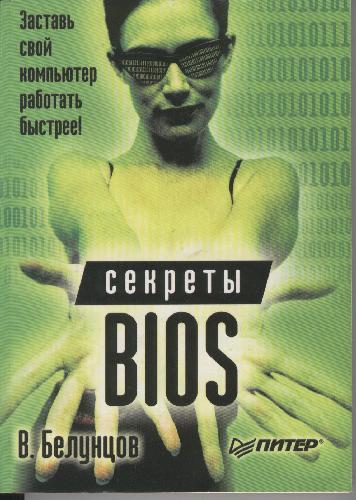 Заставь
свой
компьютер
работать
быстрее!
секреты
BIOS
В. Белунцов
ПИТЕР®